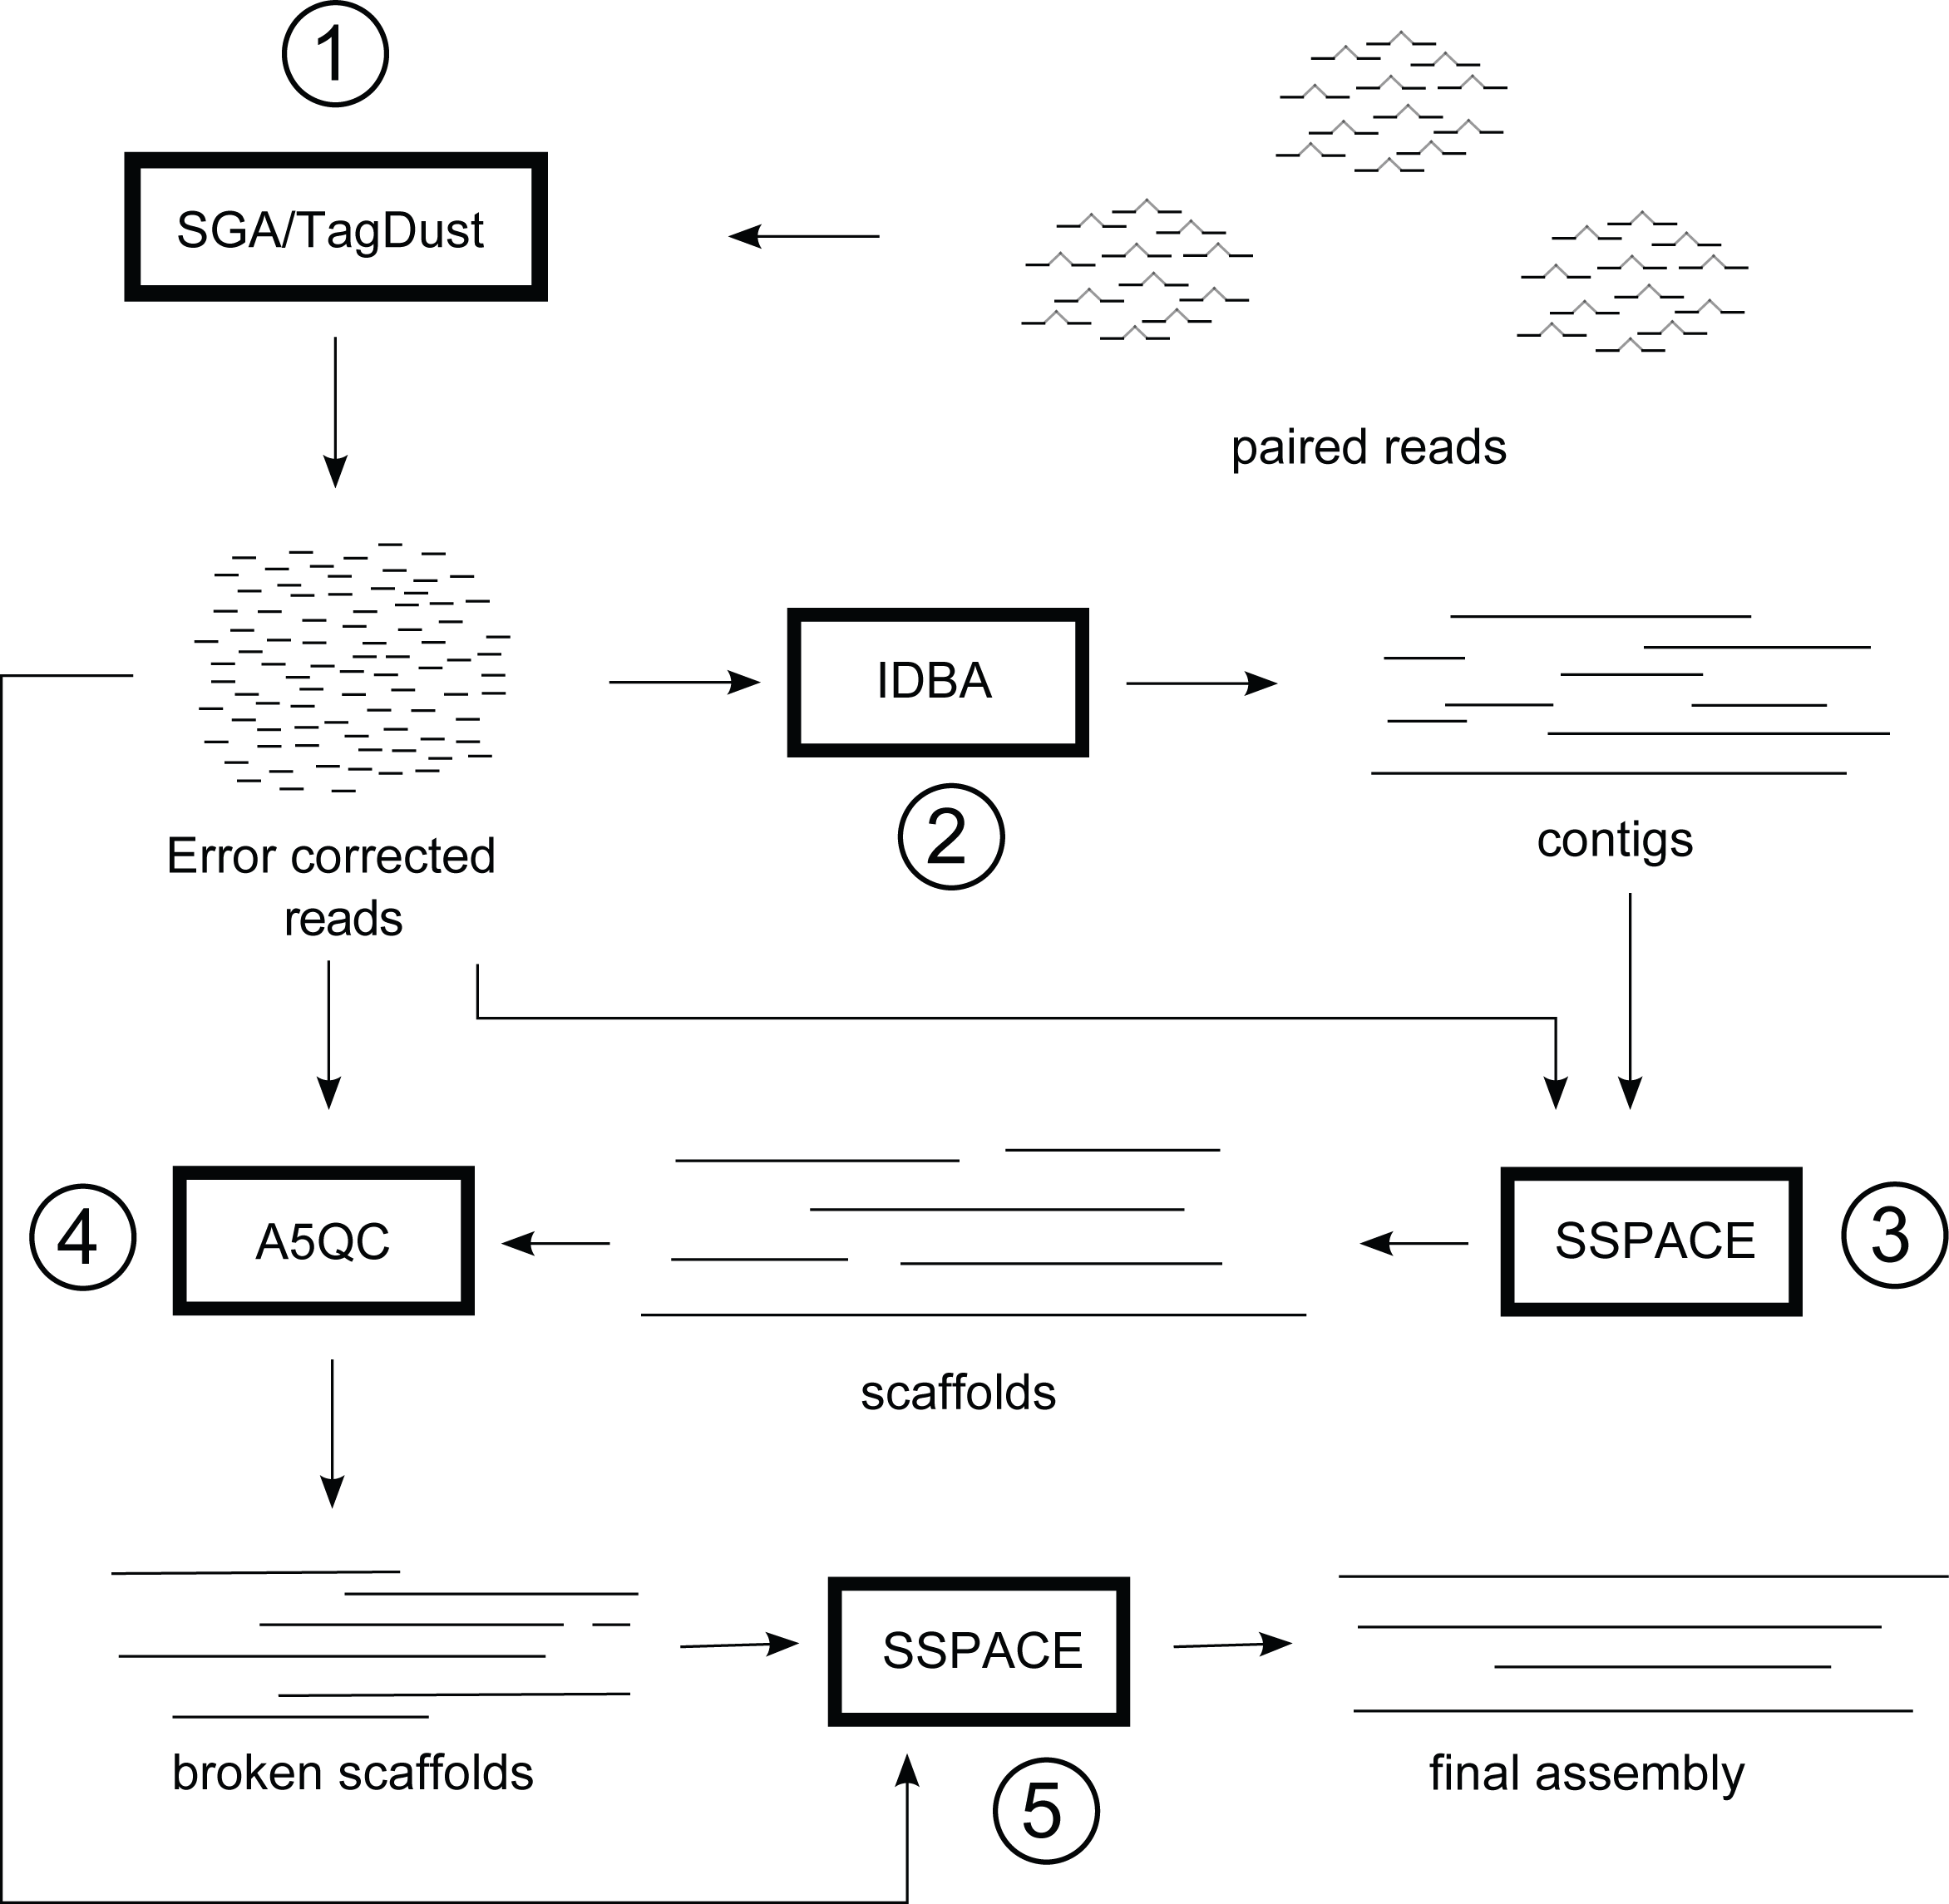 1
SGA/TagDust
paired reads
IDBA
2
Error corrected
reads
contigs
4
A5QC
SSPACE
3
scaffolds
SSPACE
broken scaffolds
5
final assembly